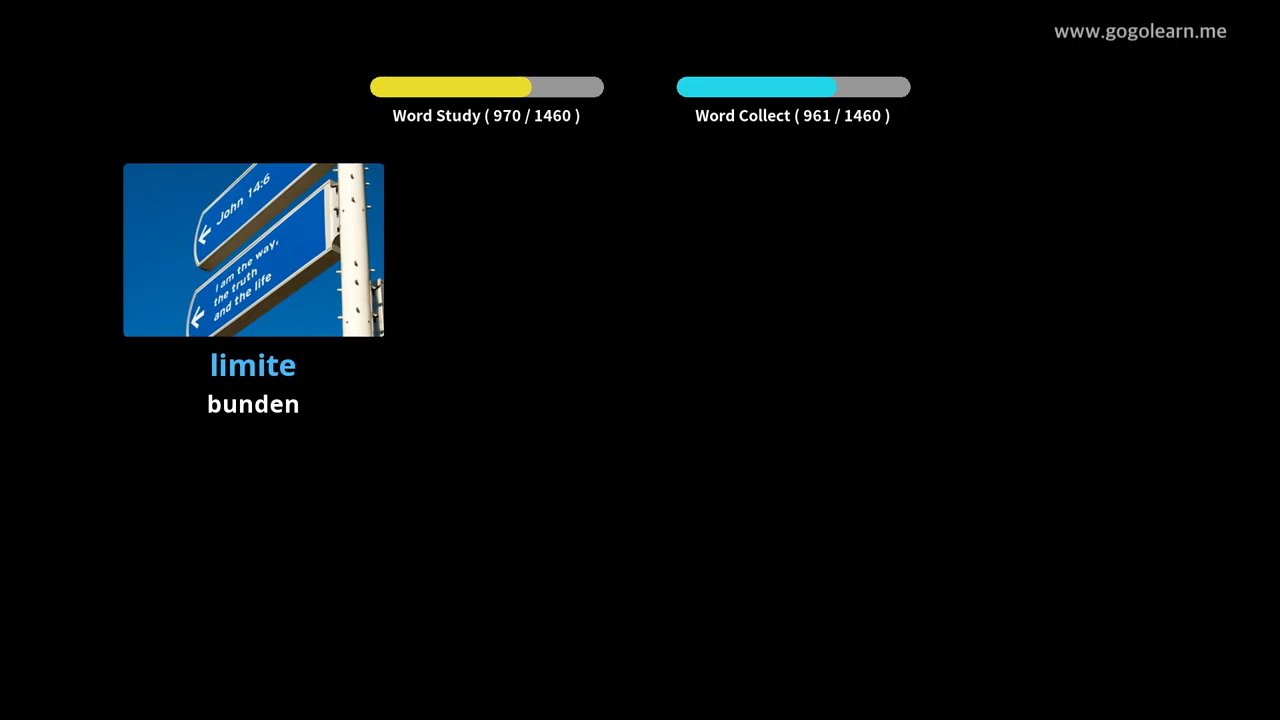 www.gogolearn.me
Word Study ( 970 / 1460 )
Word Collect ( 961 / 1460 )
John 14:6
I am the way,
the truth
and the life
limite
bunden